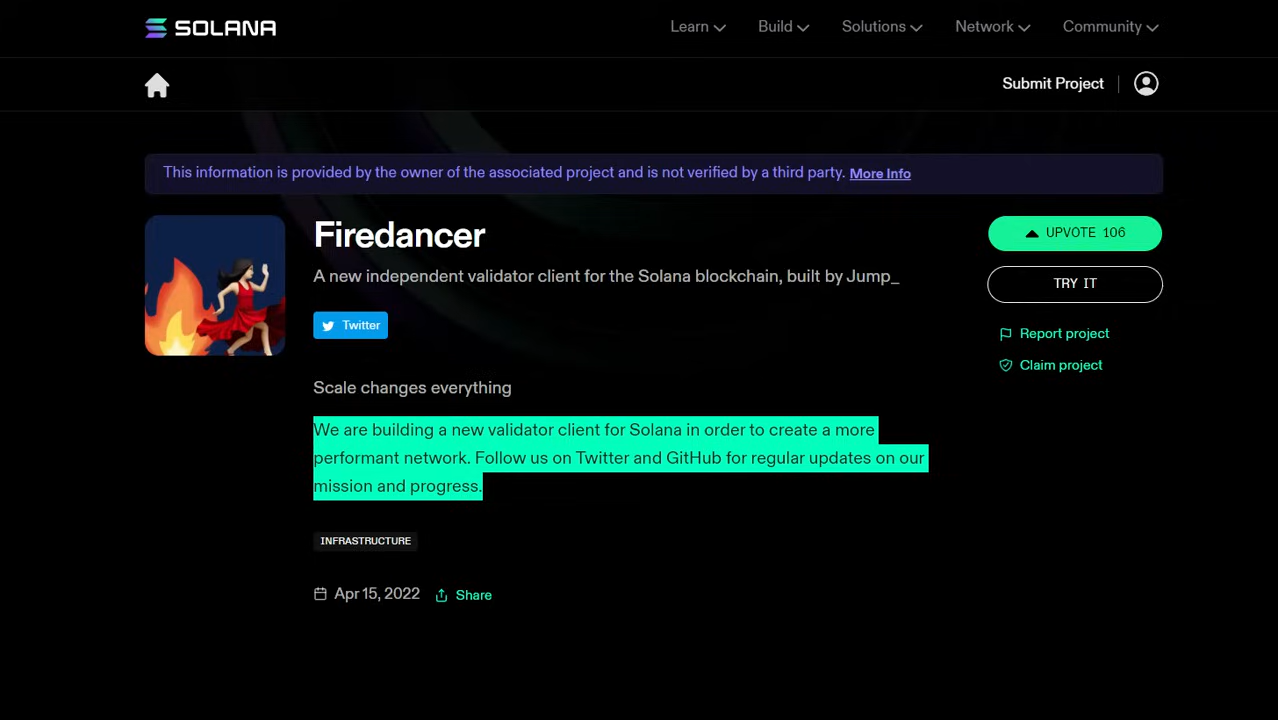 SOLANA
Learn Build Solutions Network Community
Submit Project
This information is provided by the owner of the associated project and is not verified by a third party. More Info
Firedancer
UPVOTE 106
A new independent validator client for the Solana blockchain, built by Jump_
TRY IT
Twitter
Report project
Claim project
Scale changes everything
We are building a new validator client for Solana in order to create a more
performant network. Follow us on Twitter and GitHub for regular updates on our
mission and progress.
INFRASTRUCTURE
Apr 15, 2022 Share